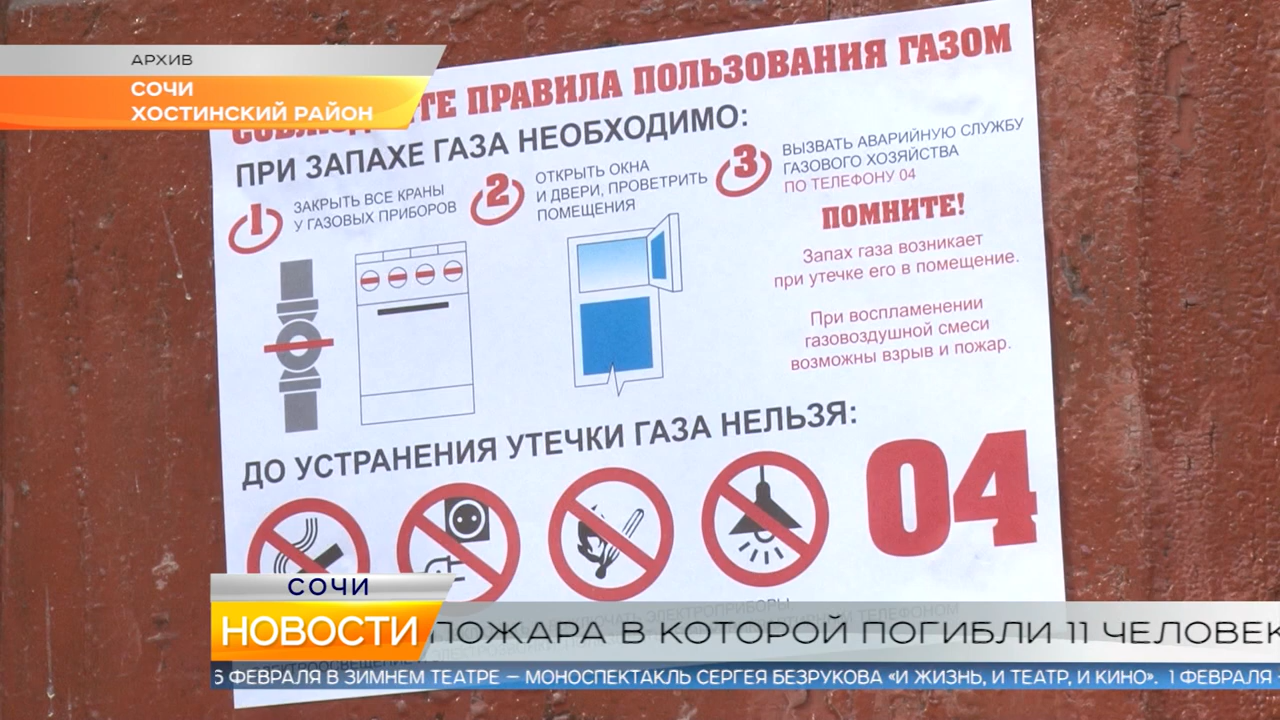 АРХИВ
СОЧИ
ХОСТИНСКИЙ РАЙОН
ПРАВИЛА ПОЛЬЗОВАНИЯ ГАЗОМ
ПРИ ЗАПАХЕ ГАЗА НЕОБХОДИМО:
1
ЗАКРЫТЬ ВСЕ КРАНЫ
У ГАЗОВЫХ ПРИБОРОВ
2
ОТКРЫТЬ ОКНА
И ДВЕРИ, ПРОВЕТРИТЬ
ПОМЕЩЕНИЯ
3
ВЫЗВАТЬ АВАРИЙНУЮ СЛУЖБУ
ГАЗОВОГО ХОЗЯЙСТВА
ПО ТЕЛЕФОНУ 04
ПОМНИТЕ!
Запах газа возникает
при утечке его в помещение.
При воспламенении
газовоздушной смеси
возможны взрыв и пожар.
ДО УСТРАНЕНИЯ УТЕЧКИ ГАЗА НЕЛЬЗЯ:
04
ЭЛЕКТРОПРИБОРЫ,
ТЕЛЕФОНОМ
СОЧИ
НОВОСТИ
ПОЖАРА В КОТОРОЙ ПОГИБЛИ 11 ЧЕЛОВЕК
6 ФЕВРАЛЯ В ЗИМНЕМ ТЕАТРЕ — МОНОСПЕКТАКЛЬ СЕРГЕЯ БЕЗРУКОВА «И ЖИЗНЬ, И ТЕАТР, И КИНО». 1 ФЕВРАЛЯ -